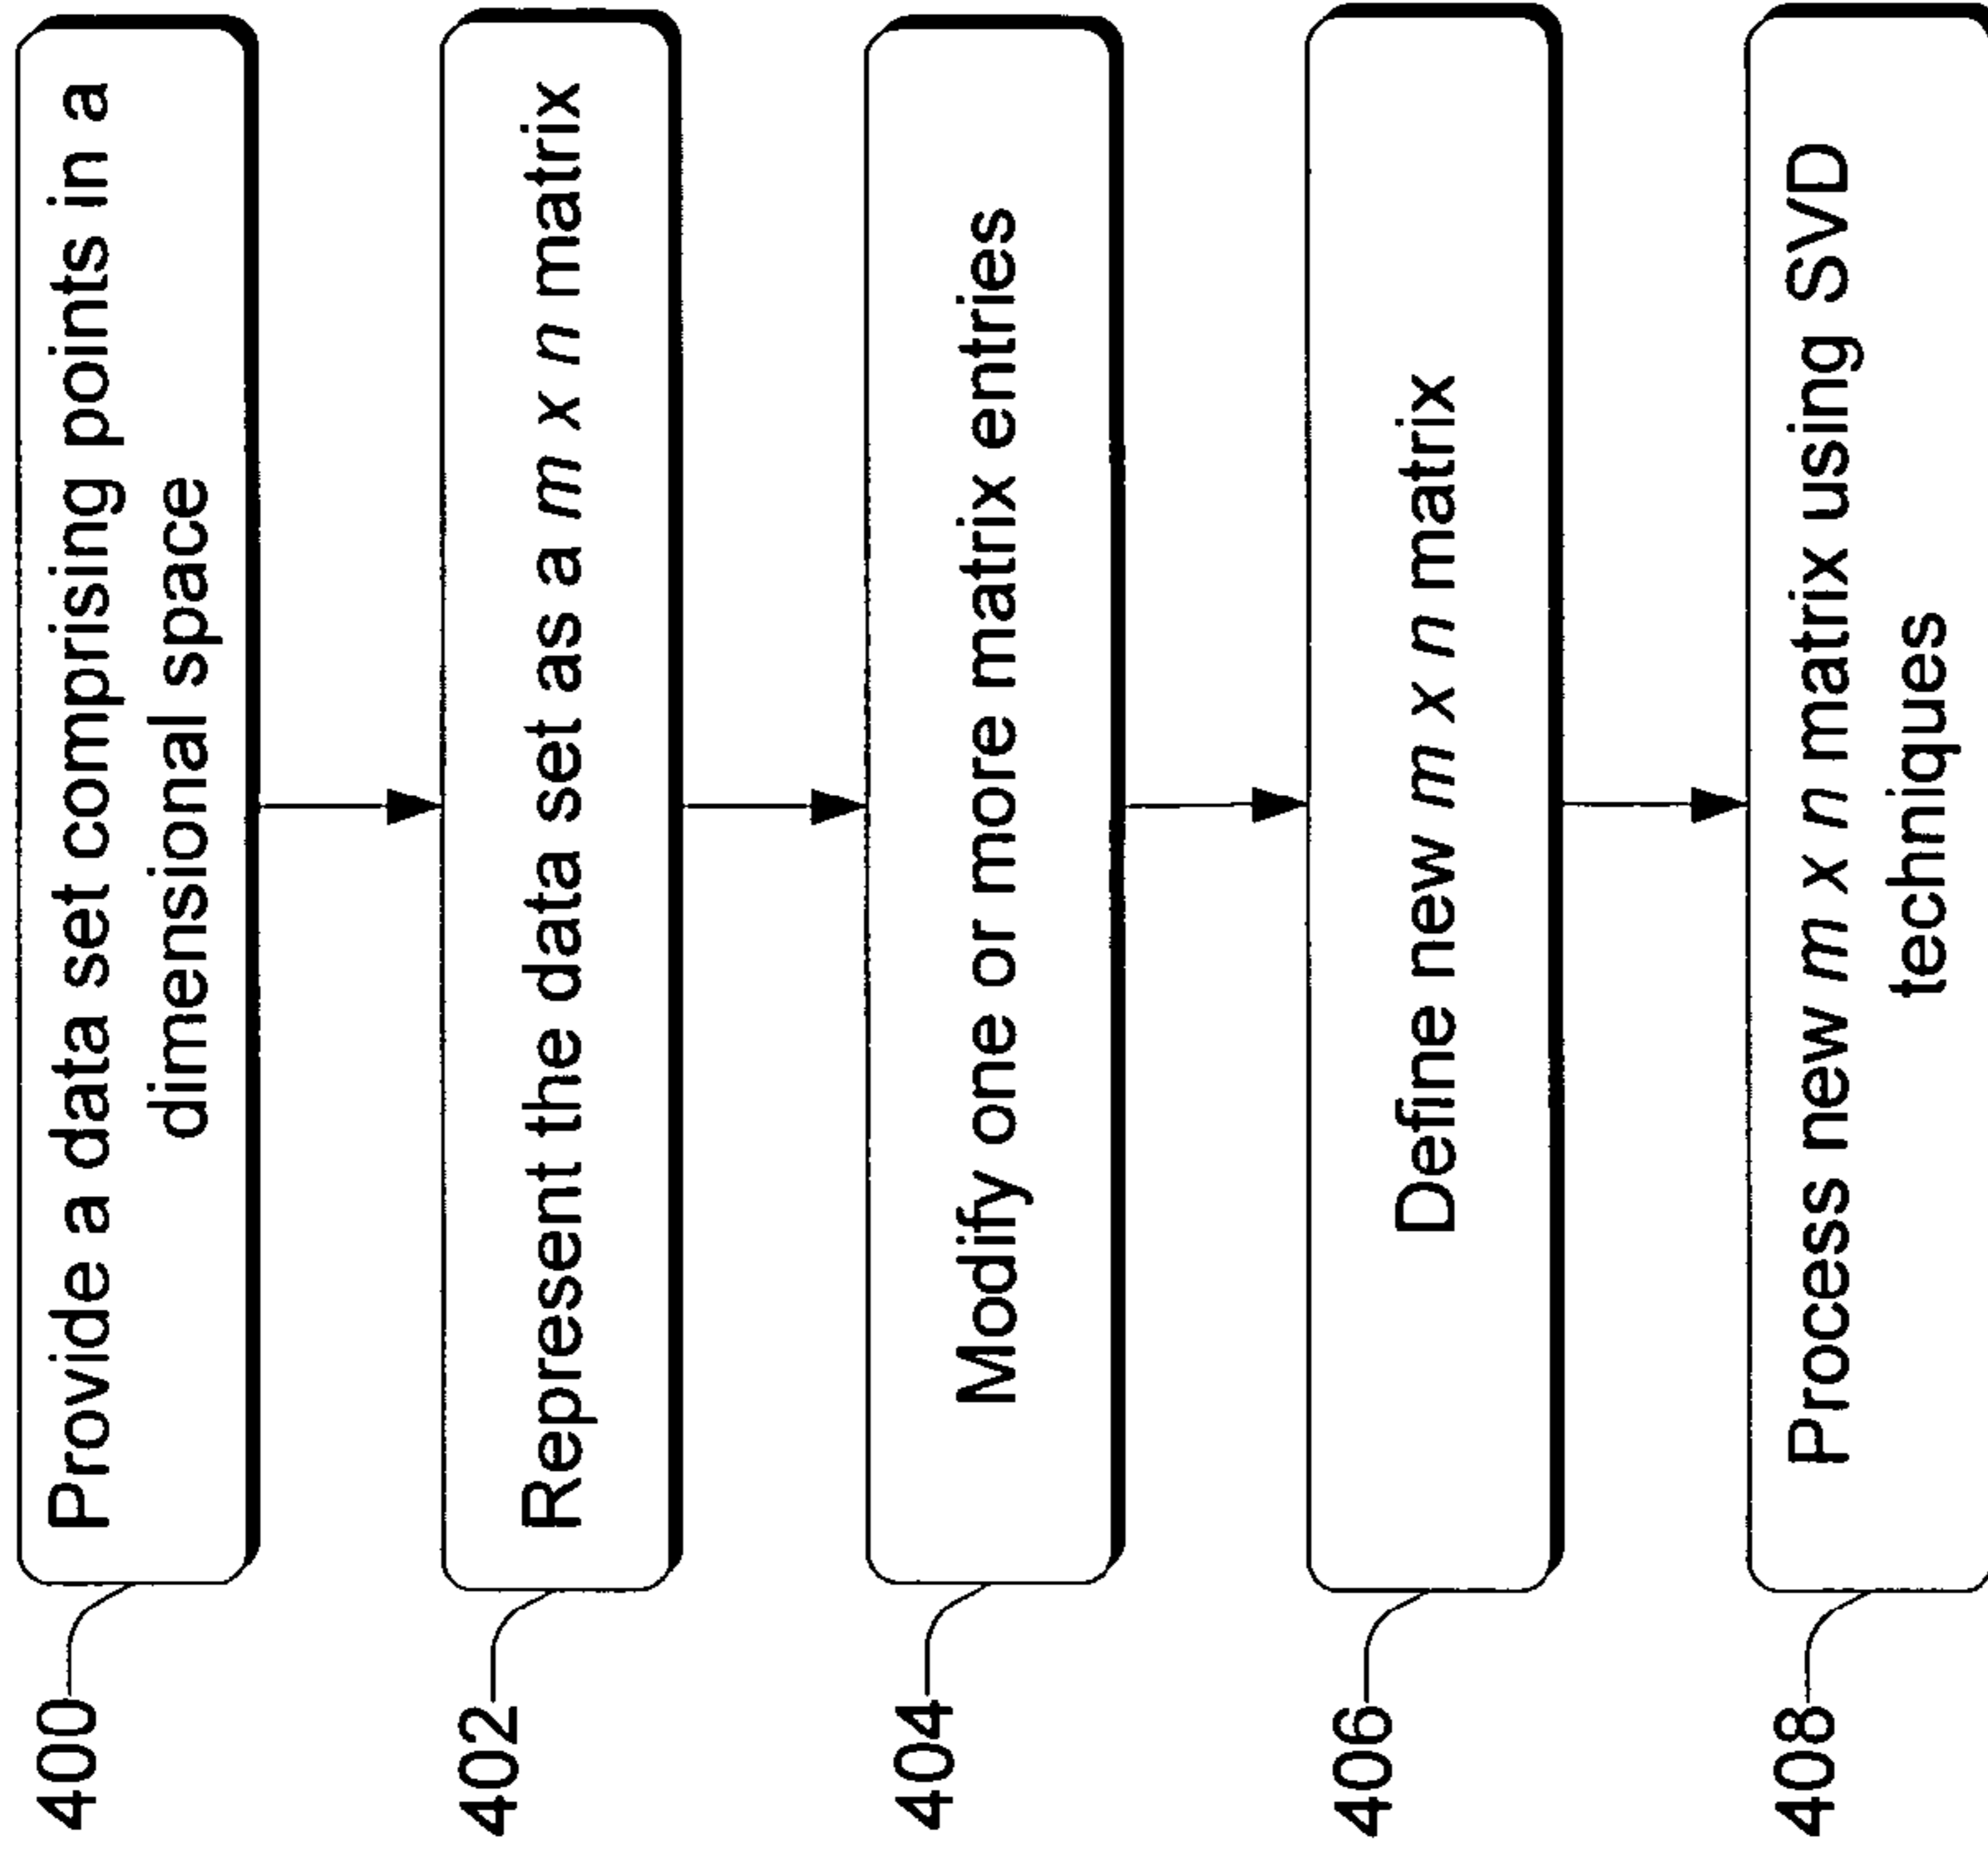 400
Provide a data set comprising points in a
dimensional space
402
Represent the data set as a m x n matrix
404
Modify one or more matrix entries
406
Define new m x n matrix
408
Process new m x n matrix using SVD
techniques